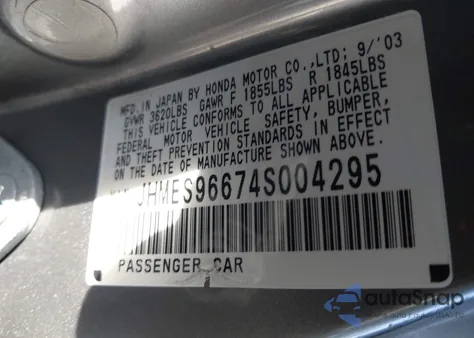 MFD.IN JAPAN BY HONDA MOTOR CO.,LTD; 9/'03
GVWR 3620LBS GAWR F 1855LBS R 1845LBS
THIS VEHICLE CONFORMS TO ALL APPLICABLE
FEDERAL MOTOR VEHICLE SAFETY, BUMPER,
AND THEFT PREVENTION STANDARDS IN EFFECT
ON THE DATE OF MANUFACTURE SHOWN ABOVE.
JHMES96674S004295
PASSENGER CAR
autoSnap